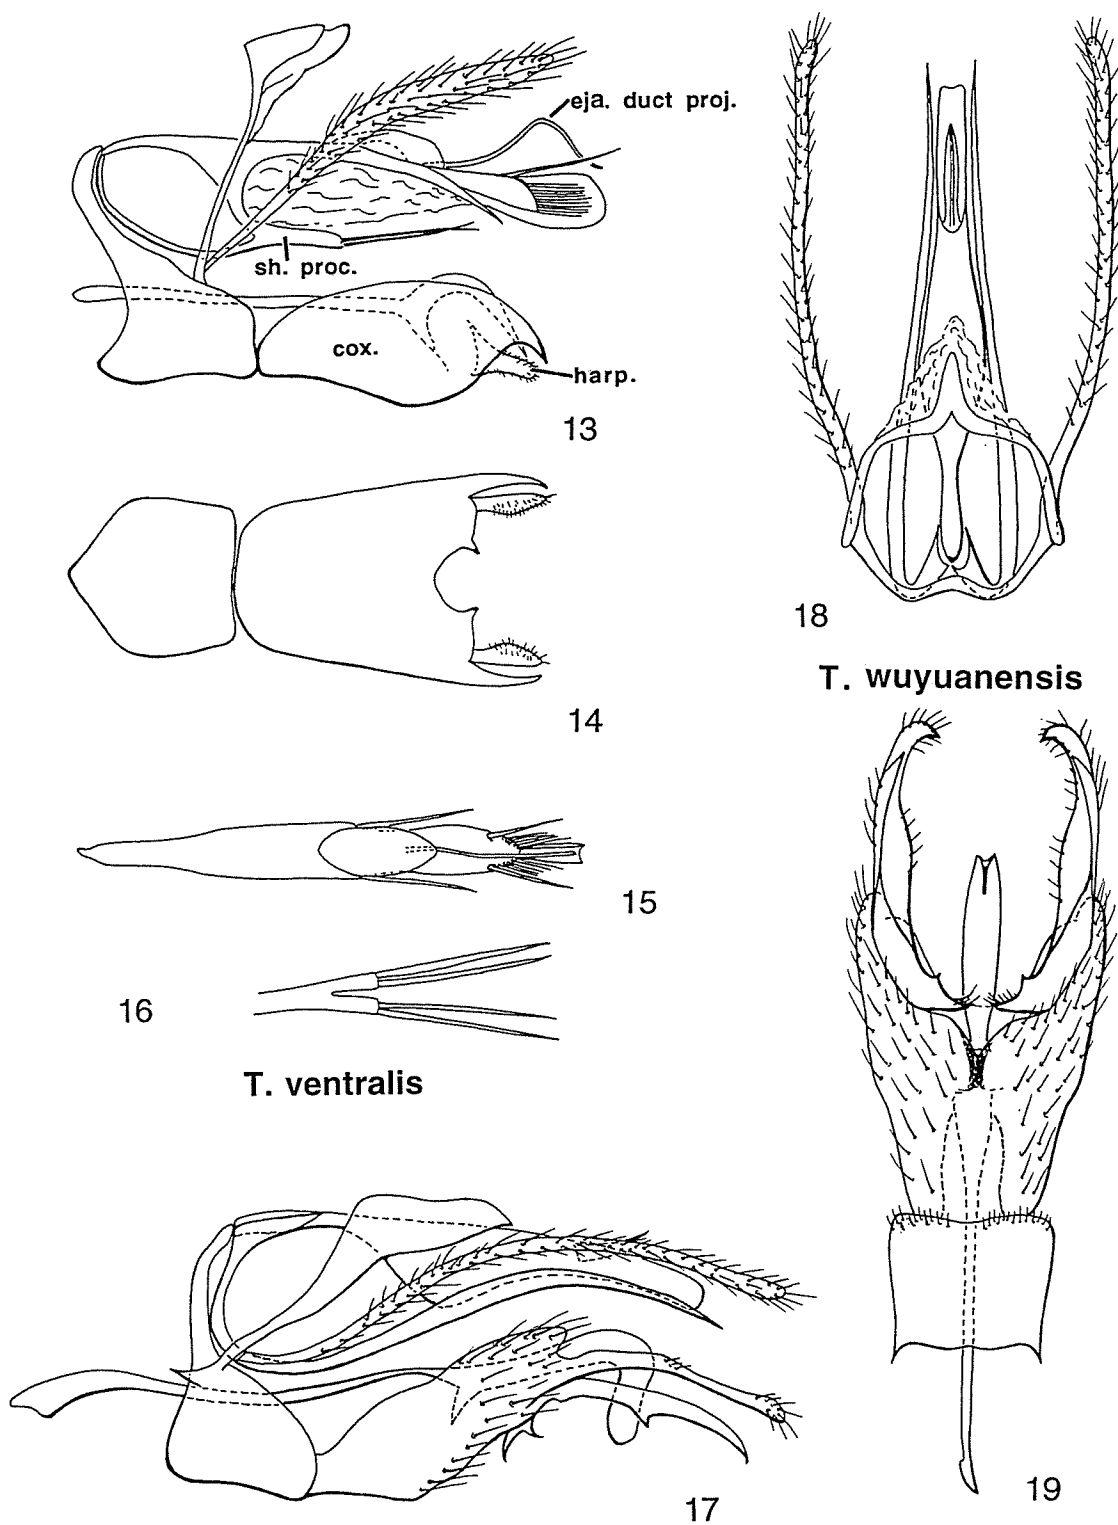 eja. duct proj.
sh. proc.
cox.
harp.
13
14
15
16
T. ventralis
17
18
T. wuyuanensis
19